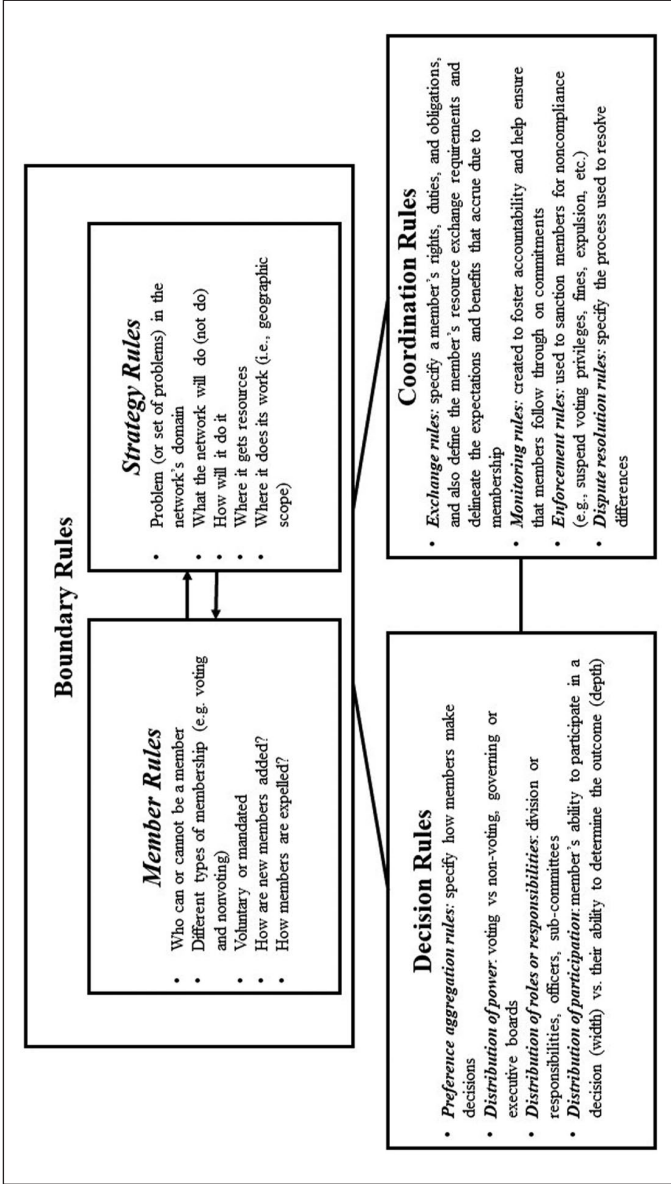 Boundary Rules
Member Rules
• Who can or cannot be a member
• Different types of membership (e.g. voting
and nonvoting)
• Voluntary or mandated
• How are new members added?
• How members are expelled?
Strategy Rules
• Problem (or set of problems) in the
network's domain
• What the network will do (not do)
• How will it do it
• Where it gets resources
• Where it does its work (i.e., geographic
scope)
Decision Rules
• Preference aggregation rules: specify how members make
decisions
• Distribution of power: voting vs non-voting, governing or
executive boards
• Distribution of roles or responsibilities: division or
responsibilities, officers, sub-committees
• Distribution of participation: member's ability to participate in a
decision (width) vs. their ability to determine the outcome (depth)
Coordination Rules
• Exchange rules: specify a member's rights, duties, and obligations,
and also define the member's resource exchange requirements and
delineate the expectations and benefits that accrue due to
membership
• Monitoring rules: created to foster accountability and help ensure
that members follow through on commitments
• Enforcement rules: used to sanction members for noncompliance
(e.g., suspend voting privileges, fines, expulsion, etc.)
• Dispute resolution rules: specify the process used to resolve
differences